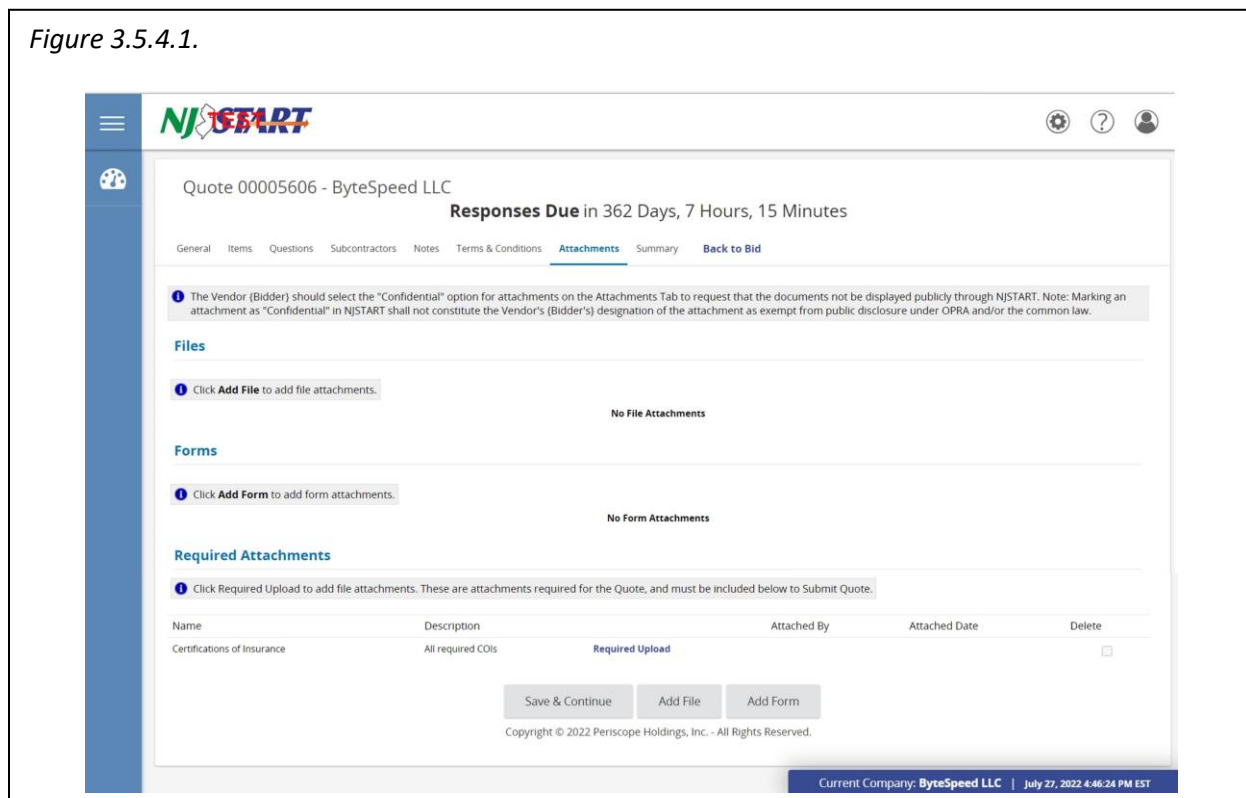 Figure 3.5.4.1.
NJSTART
TEST
Quote 00005606 - ByteSpeed LLC
Responses Due in 362 Days, 7 Hours, 15 Minutes
General Items Questions Subcontractors Notes Terms & Conditions Attachments Summary Back to Bid
The Vendor {Bidder} should select the "Confidential" option for attachments on the Attachments Tab to request that the documents not be displayed publicly through NJSTART. Note: Marking an
attachment as "Confidential" in NJSTART shall not constitute the Vendor's {Bidder's} designation of the attachment as exempt from public disclosure under OPRA and/or the common law.
Files
Click Add File to add file attachments.
No File Attachments
Forms
Click Add Form to add form attachments.
No Form Attachments
Required Attachments
Click Required Upload to add file attachments. These are attachments required for the Quote, and must be included below to Submit Quote.
Name Description Attached By Attached Date Delete
Certifications of Insurance All required COIs Required Upload
Save & Continue Add File Add Form
Copyright © 2022 Periscope Holdings, Inc. - All Rights Reserved.
Current Company: ByteSpeed LLC | July 27, 2022 4:46:24 PM EST